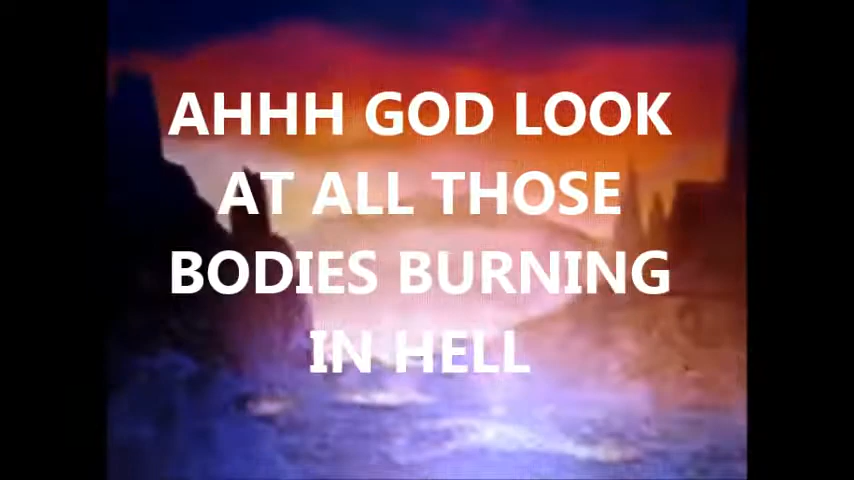 AHHH GOD LOOK
AT ALL THOSE
BODIES BURNING
IN HELL